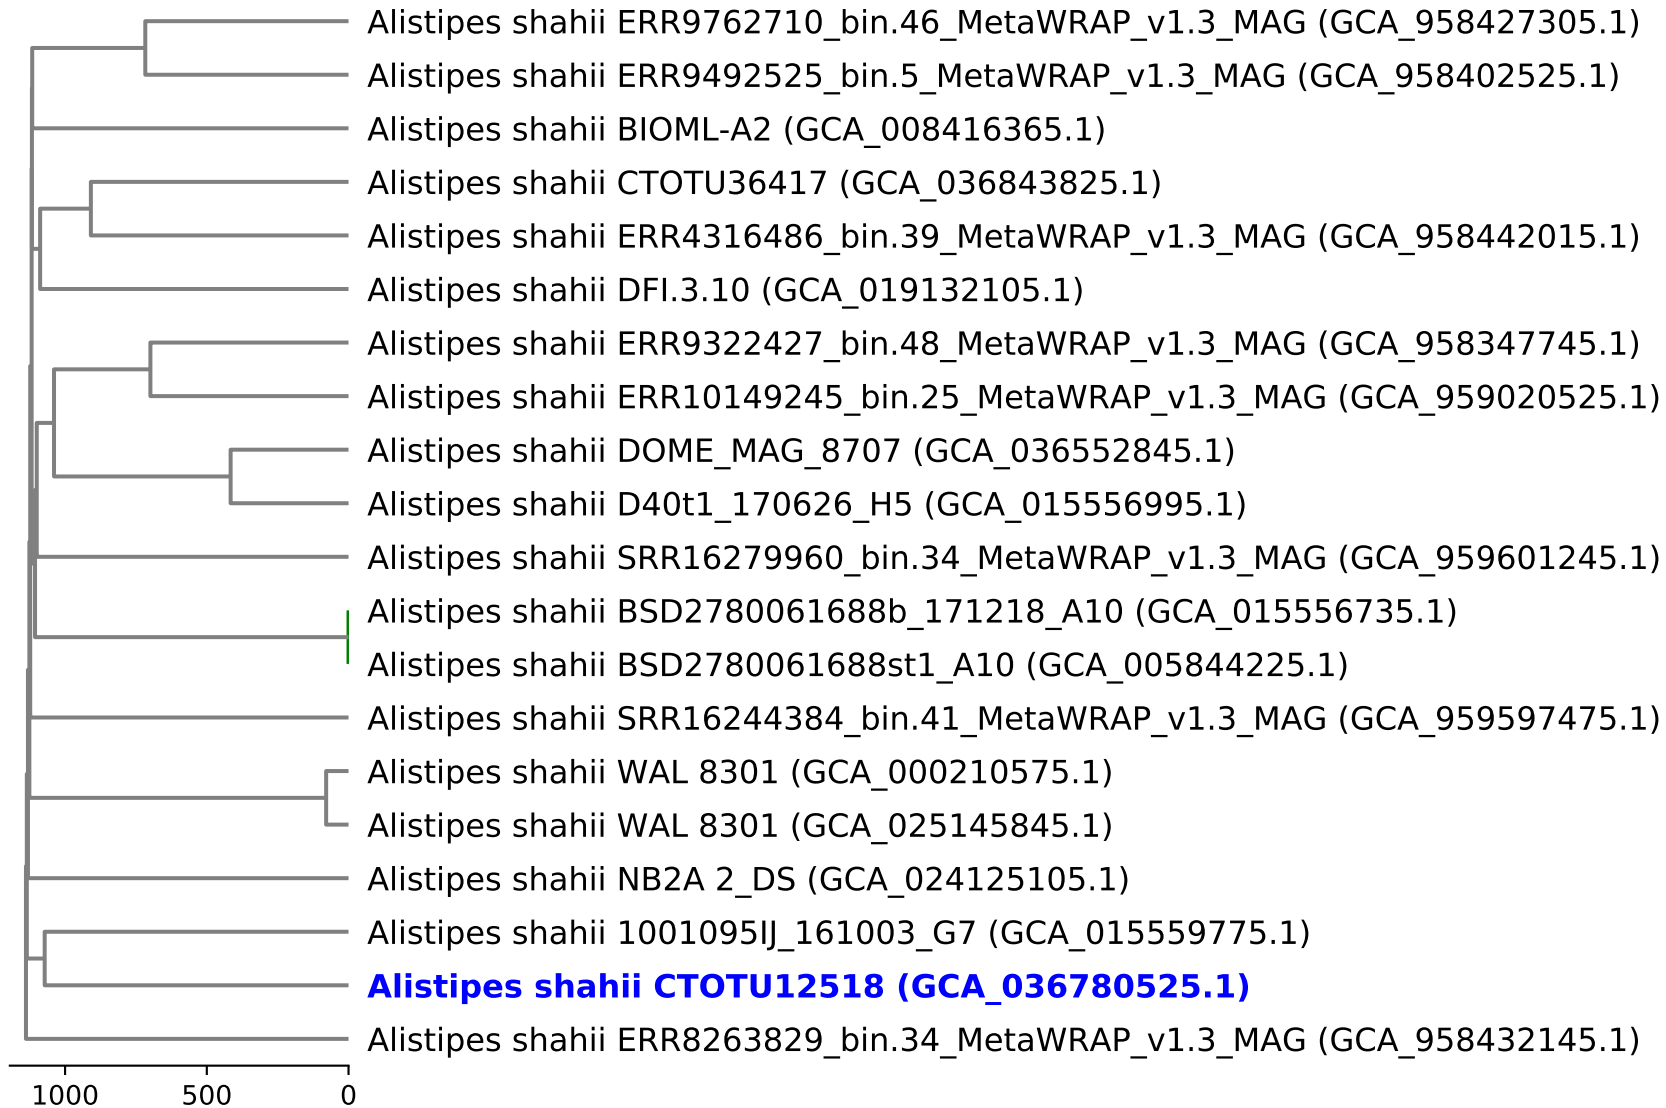 Alistipes shahii ERR9762710_bin.46_MetaWRAP_v1.3_MAG (GCA_958427305.1)
Alistipes shahii ERR9492525_bin.5_MetaWRAP_v1.3_MAG (GCA_958402525.1)
Alistipes shahii BIOML-A2 (GCA_008416365.1)
Alistipes shahii CTOTU36417 (GCA_036843825.1)
Alistipes shahii ERR4316486_bin.39_MetaWRAP_v1.3_MAG (GCA_958442015.1)
Alistipes shahii DFI.3.10 (GCA_019132105.1)
Alistipes shahii ERR9322427_bin.48_MetaWRAP_v1.3_MAG (GCA_958347745.1)
Alistipes shahii ERR10149245_bin.25_MetaWRAP_v1.3_MAG (GCA_959020525.1)
Alistipes shahii DOME_MAG_8707 (GCA_036552845.1)
Alistipes shahii D40t1_170626_H5 (GCA_015556995.1)
Alistipes shahii SRR16279960_bin.34_MetaWRAP_v1.3_MAG (GCA_959601245.1)
Alistipes shahii BSD2780061688b_171218_A10 (GCA_015556735.1)
Alistipes shahii BSD2780061688st1_A10 (GCA_005844225.1)
Alistipes shahii SRR16244384_bin.41_MetaWRAP_v1.3_MAG (GCA_959597475.1)
Alistipes shahii WAL 8301 (GCA_000210575.1)
Alistipes shahii WAL 8301 (GCA_025145845.1)
Alistipes shahii NB2A 2_DS (GCA_024125105.1)
Alistipes shahii 1001095IJ_161003_G7 (GCA_015559775.1)
Alistipes shahii CTOTU12518 (GCA_036780525.1)
Alistipes shahii ERR8263829_bin.34_MetaWRAP_v1.3_MAG (GCA_958432145.1)
1000 500 0